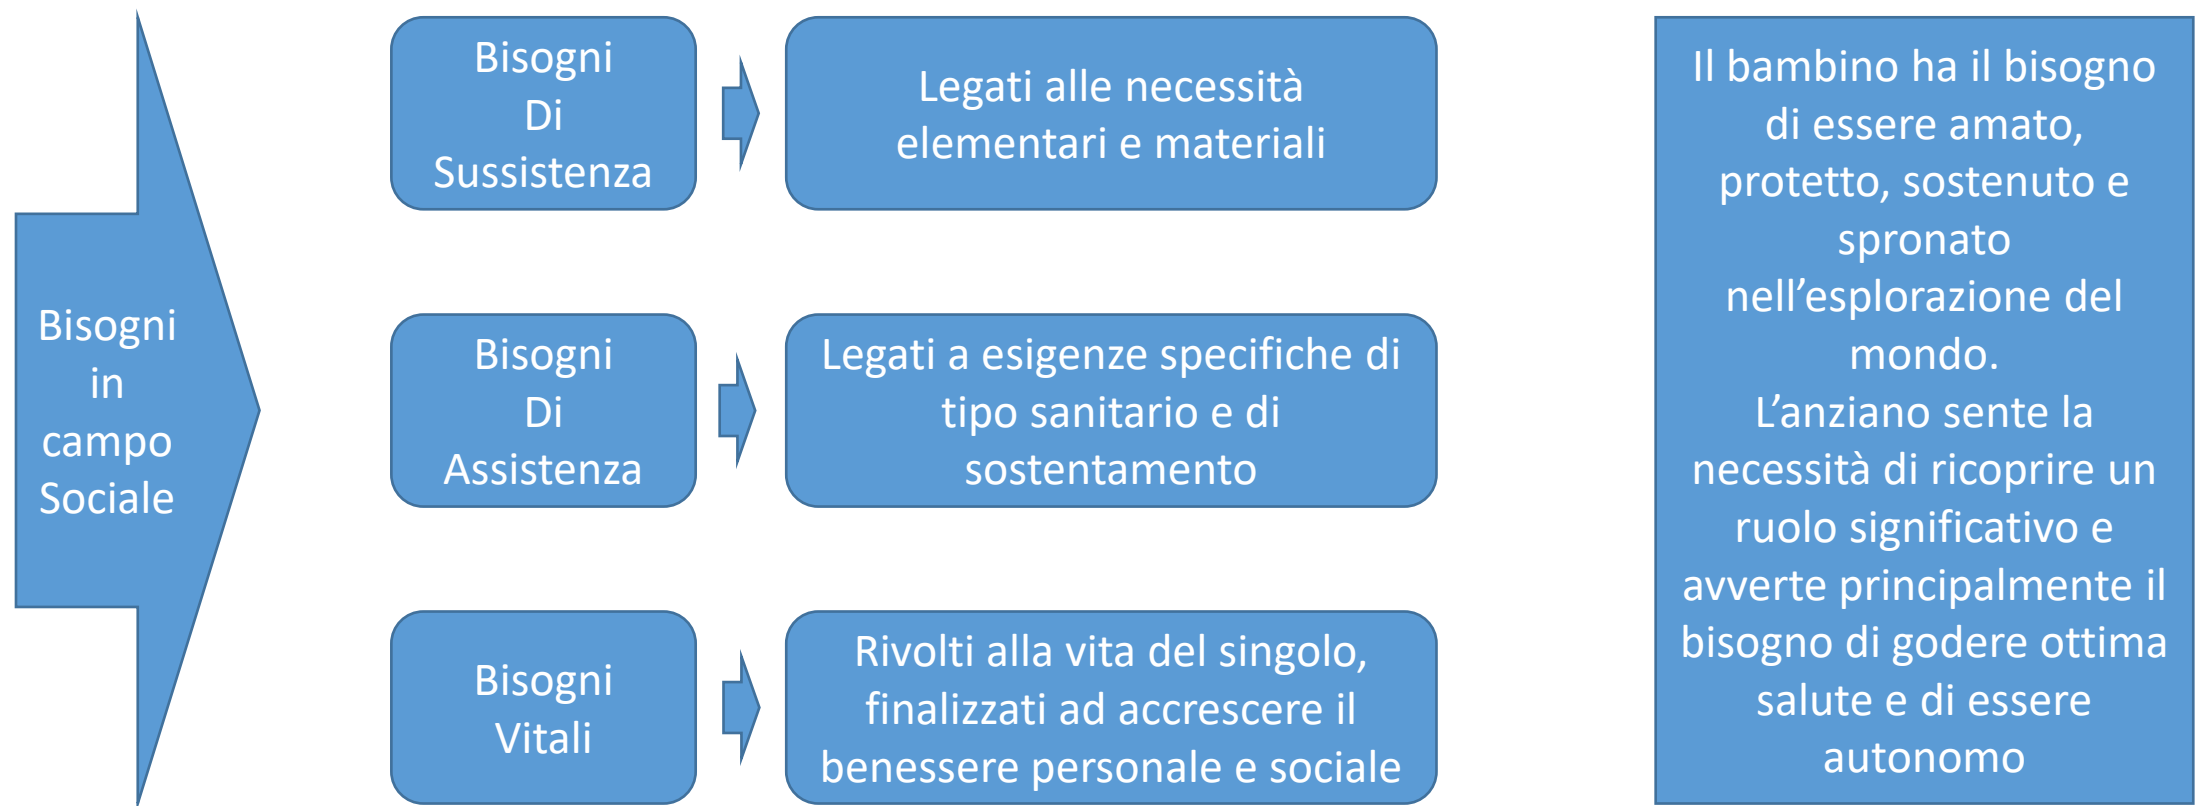 Bisogni
in
campo
Sociale
Bisogni
Di
Sussistenza
Legati alle necessità
elementari e materiali
Bisogni
Di
Assistenza
Legati a esigenze specifiche di
tipo sanitario e di
sostentamento
Bisogni
Vitali
Rivolti alla vita del singolo,
finalizzati ad accrescere il
benessere personale e sociale
Il bambino ha il bisogno
di essere amato,
protetto, sostenuto e
spronato
nell’esplorazione del
mondo.
L’anziano sente la
necessità di ricoprire un
ruolo significativo e
avverte principalmente il
bisogno di godere ottima
salute e di essere
autonomo